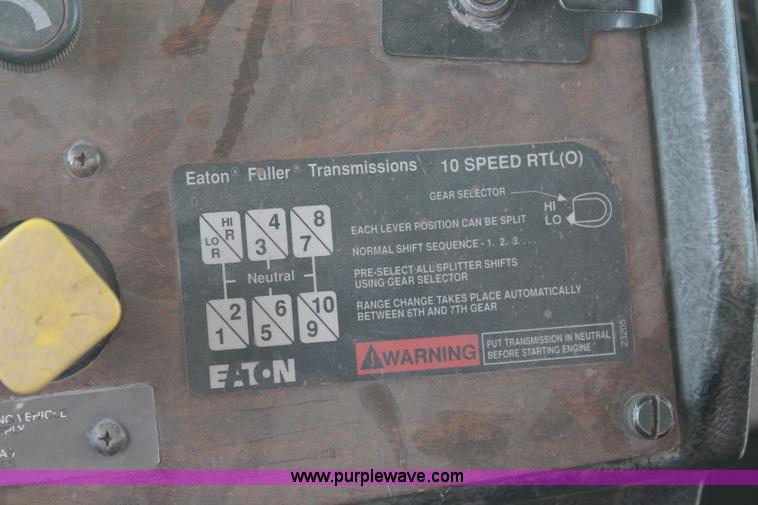 Eaton® Fuller® Transmissions 10 SPEED RTL(O)
GEAR SELECTOR
HI
LO
HI
R
LO
R
4
3
8
7
EACH LEVER POSITION CAN BE SPLIT
NORMAL SHIFT SEQUENCE - 1. 2. 3. . . .
Neutral
PRE-SELECT ALL SPLITTER SHIFTS
USING GEAR SELECTOR
2
1
6
5
10
9
RANGE CHANGE TAKES PLACE AUTOMATICALLY
BETWEEN 6TH AND 7TH GEAR
WARNING
PUT TRANSMISSION IN NEUTRAL
BEFORE STARTING ENGINE
23205
EATON
www.purplewave.com